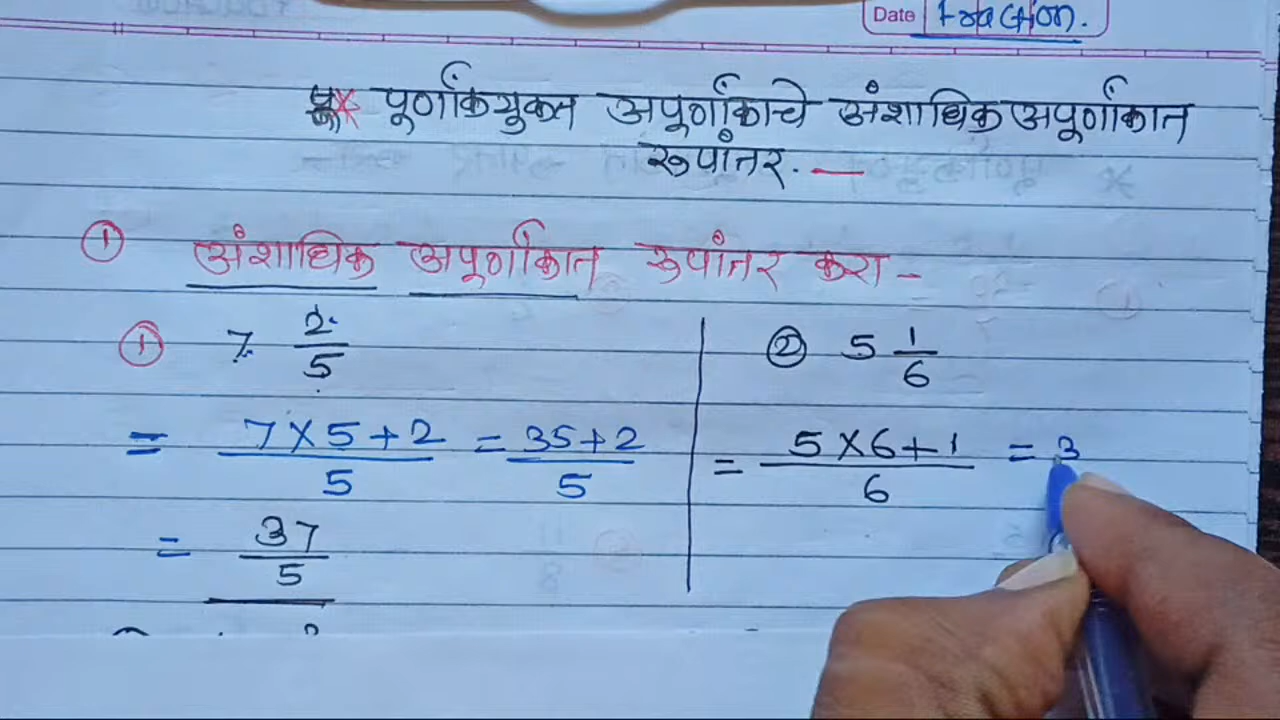 Date fraction.
* पूर्णांकयुक्त अपूर्णांकाचे अंशाधिक अपूर्णांकात
रूपांतर. —
① अंशाधिक अपूर्णांकात रूपांतर करा -
① 7 2/5
= 7×5+2/5 = 35+2/5
= 37/5
② 5 1/6
= 5×6+1/6 = 3